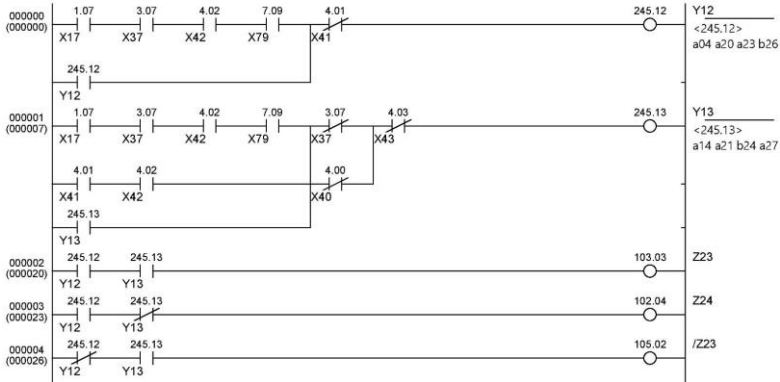 000000 1.07 3.07 4.02 7.09 4.01 245.12 Y12
(000000) <245.12>
X17 X37 X42 X79 X41 a04 a20 a23 b26
245.12
Y12
000001 1.07 3.07 4.02 7.09 3.07 4.03 245.13 Y13
(000007) <245.13>
X17 X37 X42 X79 X37 X43 a14 a21 b24 a27
4.01 4.02 4.00
X41 X42 X40
245.13
Y13
000002 245.12 245.13 103.03 Z23
(000020)
Y12 Y13
000003 245.12 245.13 102.04 Z24
(000023)
Y12 Y13
000004 245.12 245.13 105.02 /Z23
(000026)
Y12 Y13